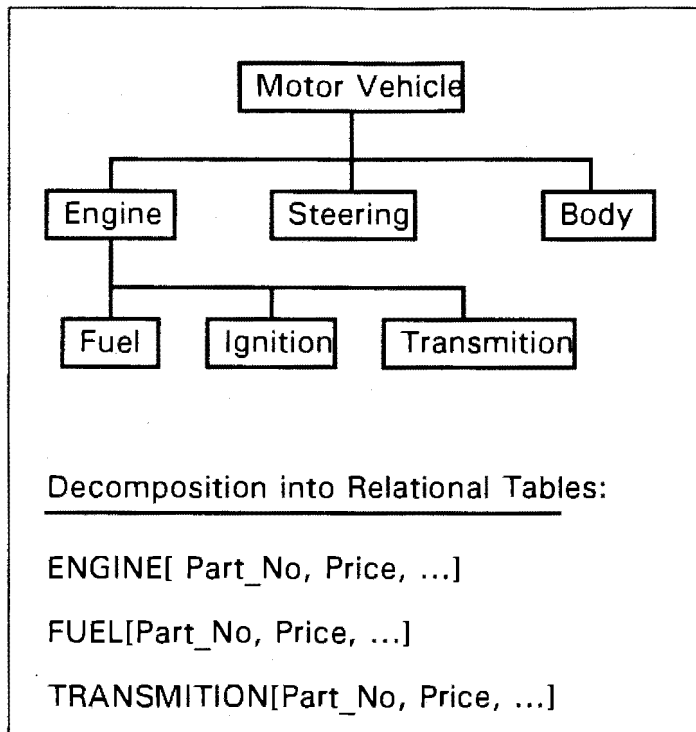 Motor Vehicle
Engine Steering Body
Fuel Ignition Transmition
Decomposition into Relational Tables:
ENGINE[ Part_No, Price, ...]
FUEL[Part_No, Price, ...]
TRANSMITION[Part_No, Price, ...]